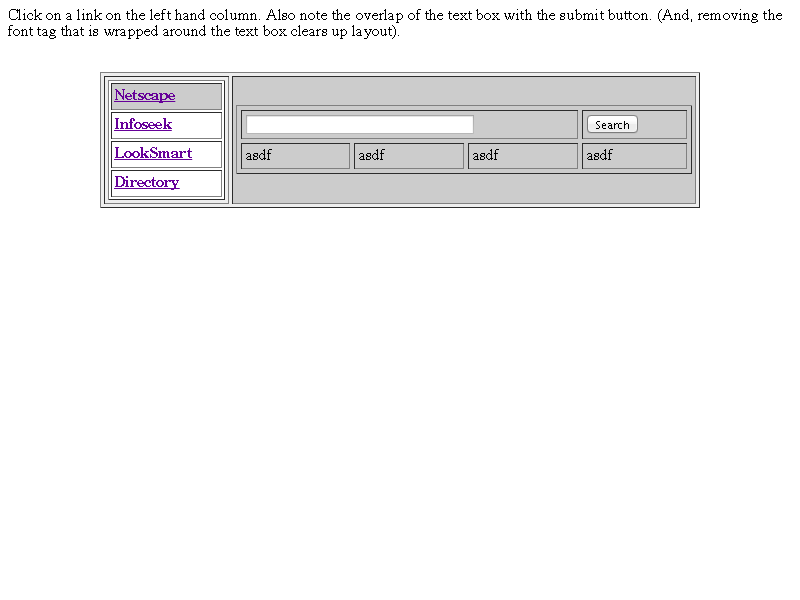 Click on a link on the left hand column. Also note the overlap of the text box with the submit button. (And, removing the
font tag that is wrapped around the text box clears up layout).
Netscape
Infoseek
LookSmart
Directory
Search
asdf asdf asdf asdf